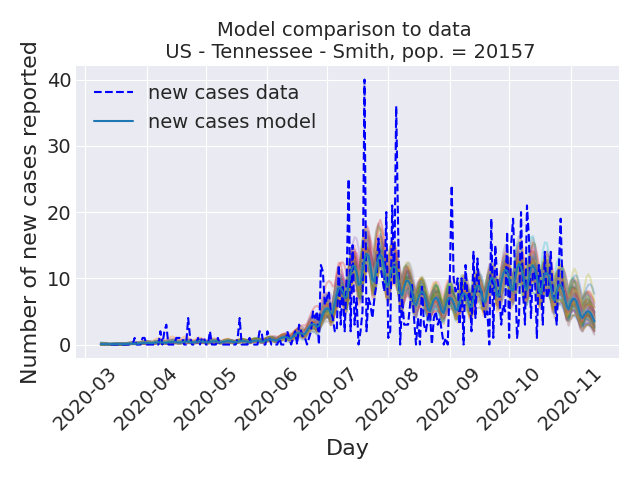 Model comparison to data
US - Tennessee - Smith, pop. = 20157
Number of new cases reported
40
30
20
10
0
new cases data
new cases model
2020-03
2020-04
2020-05
2020-06
2020-07
2020-08
2020-09
2020-10
2020-11
Day